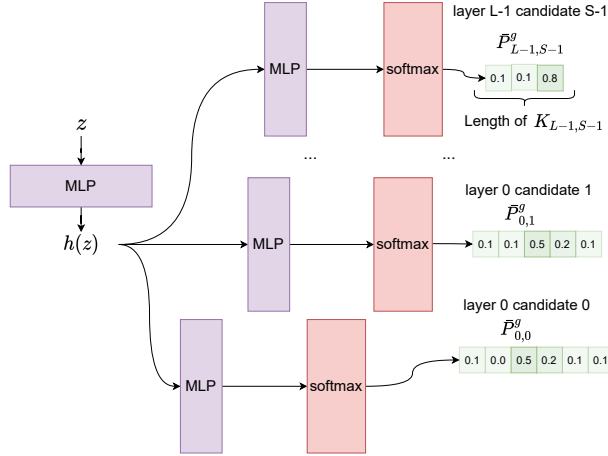 layer L-1 candidate S-1
$\bar{P}^{g}_{L-1,S-1}$
MLP
softmax
0.1 0.1 0.8
Length of $K_{L-1,S-1}$
z
... ...
MLP
h(z)
layer 0 candidate 1
$\bar{P}^{g}_{0,1}$
MLP
softmax
0.1 0.1 0.5 0.2 0.1
layer 0 candidate 0
$\bar{P}^{g}_{0,0}$
MLP
softmax
0.1 0.0 0.5 0.2 0.1 0.1